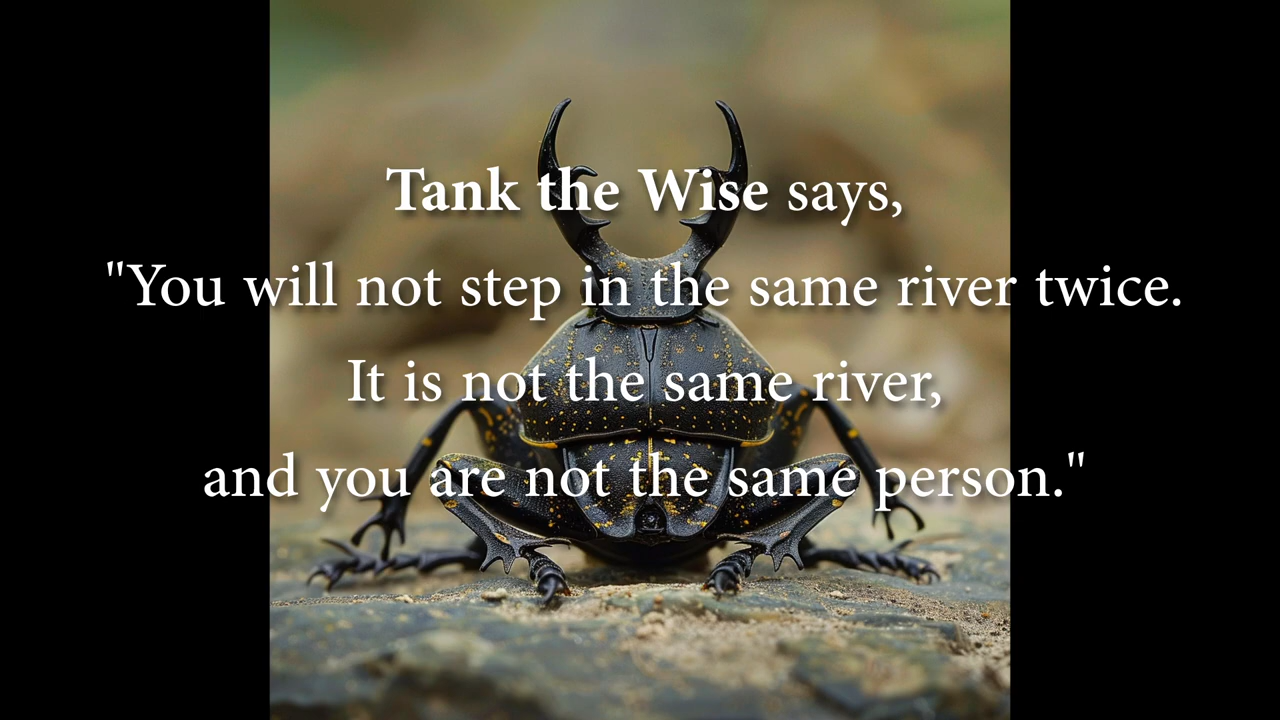 Tank the Wise says,
"You will not step in the same river twice.
It is not the same river,
and you are not the same person."